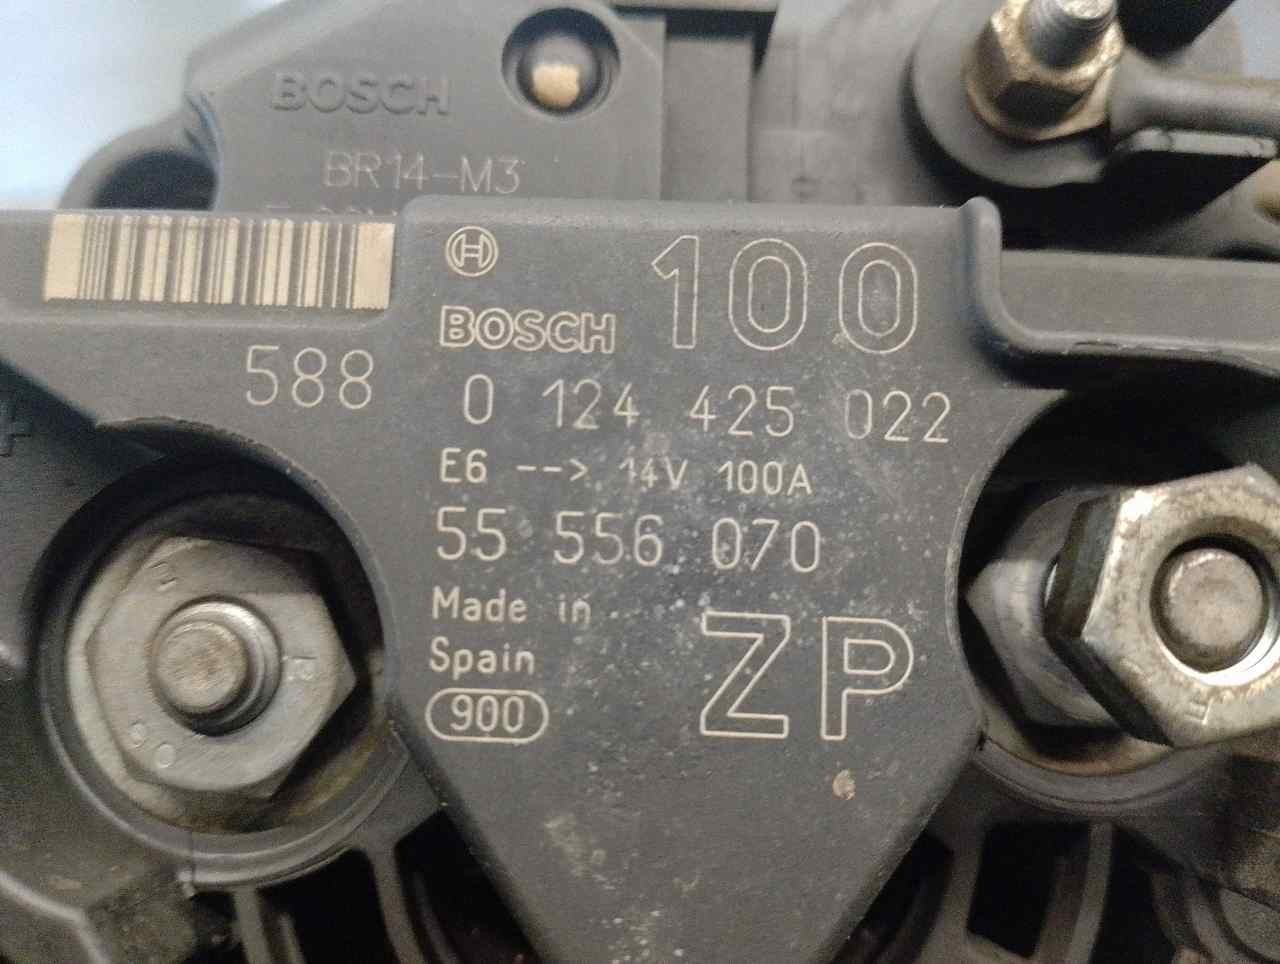 BOSCH
BR14-M3
BOSCH 100
588 0 124 425 022
E6 --> 14V 100A
55 556 070
Made in
Spain
900
ZP